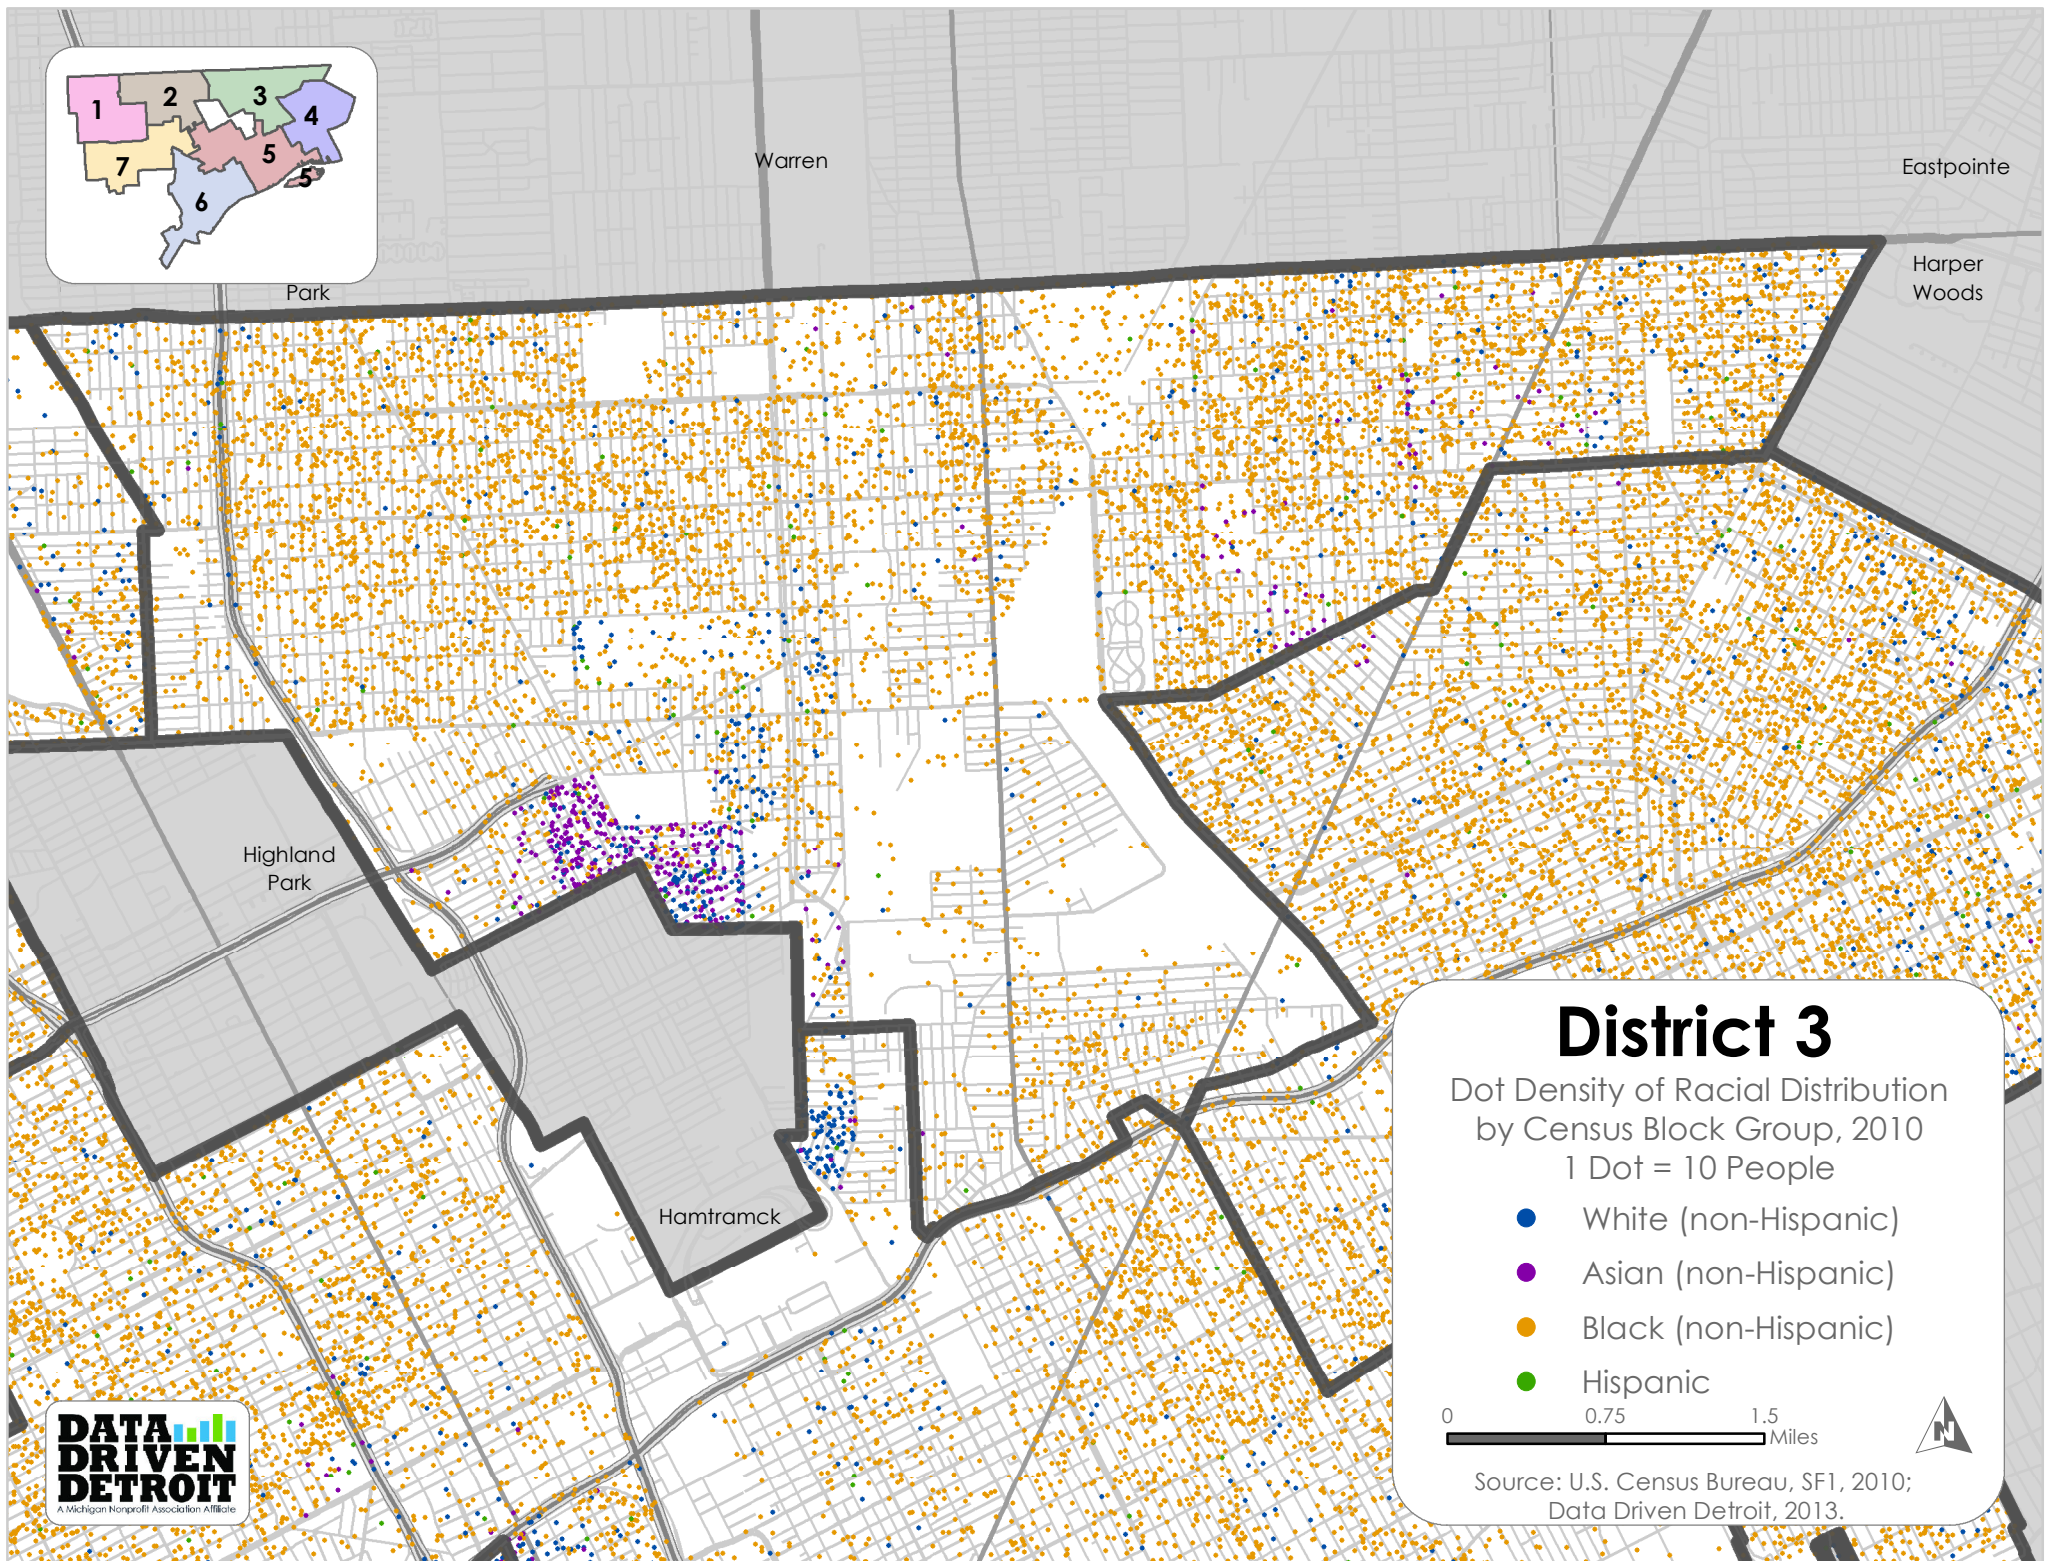 1
2
3
4
5
5
6
7
Warren
Eastpointe
Harper
Woods
Park
Highland
Park
Hamtramck
District 3
Dot Density of Racial Distribution
by Census Block Group, 2010
1 Dot = 10 People
White (non-Hispanic)
Asian (non-Hispanic)
Black (non-Hispanic)
Hispanic
0 0.75 1.5
Miles
N
Source: U.S. Census Bureau, SF1, 2010;
Data Driven Detroit, 2013.
DATA
DRIVEN
DETROIT
A Michigan Nonprofit Association Affiliate